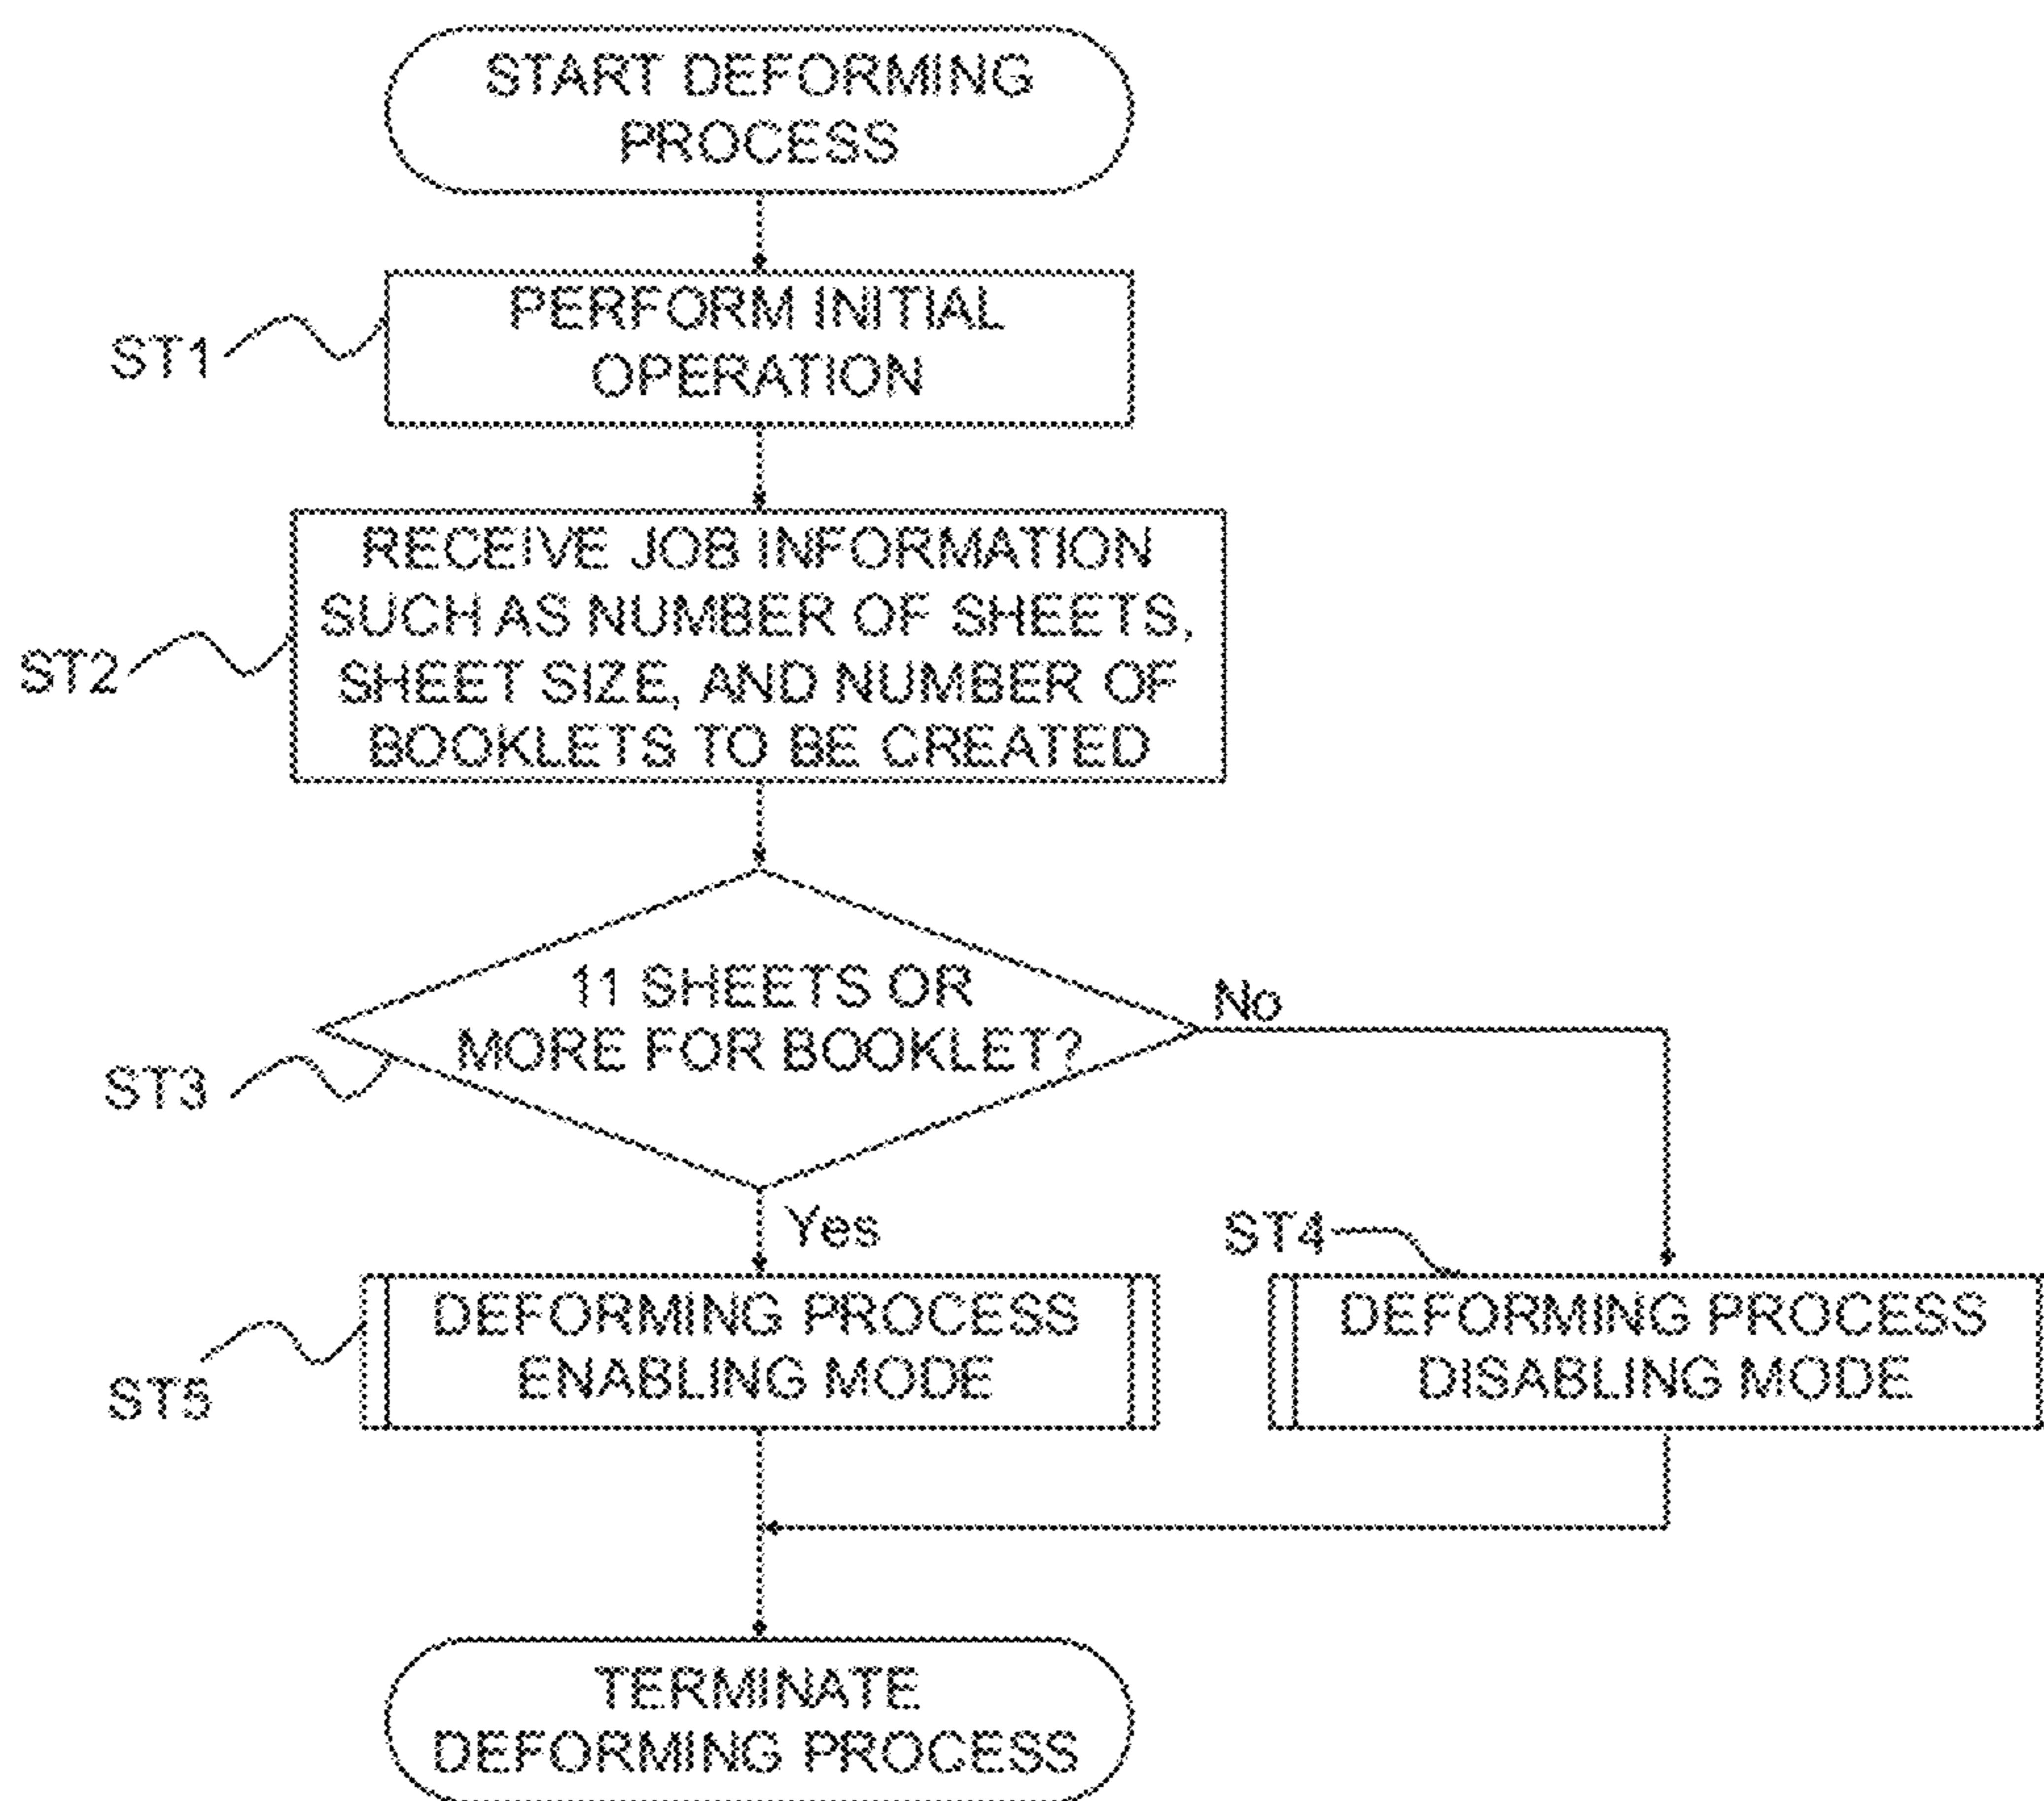 START DEFORMING
PROCESS
PERFORM INITIAL
OPERATION
ST1
RECEIVE JOB INFORMATION
SUCH AS NUMBER OF SHEETS,
SHEET SIZE, AND NUMBER OF
BOOKLETS TO BE CREATED
ST2
11 SHEETS OR
MORE FOR BOOKLET?
No
ST3
Yes
ST4
DEFORMING PROCESS
ENABLING MODE
ST5
DEFORMING PROCESS
DISABLING MODE
TERMINATE
DEFORMING PROCESS